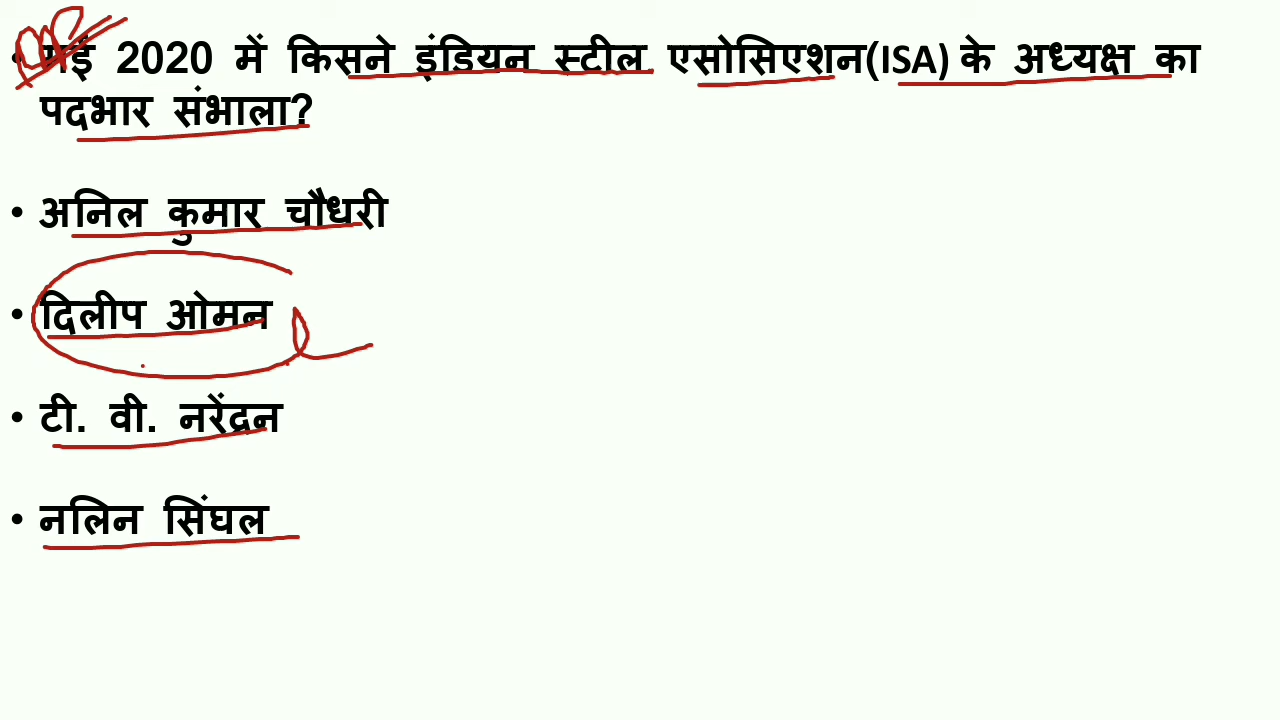 • मई 2020 में किसने इंडियन स्टील एसोसिएशन(ISA) के अध्यक्ष का
पदभार संभाला?
• अनिल कुमार चौधरी
• दिलीप ओमन
• टी. वी. नरेंद्रन
• नलिन सिंघल